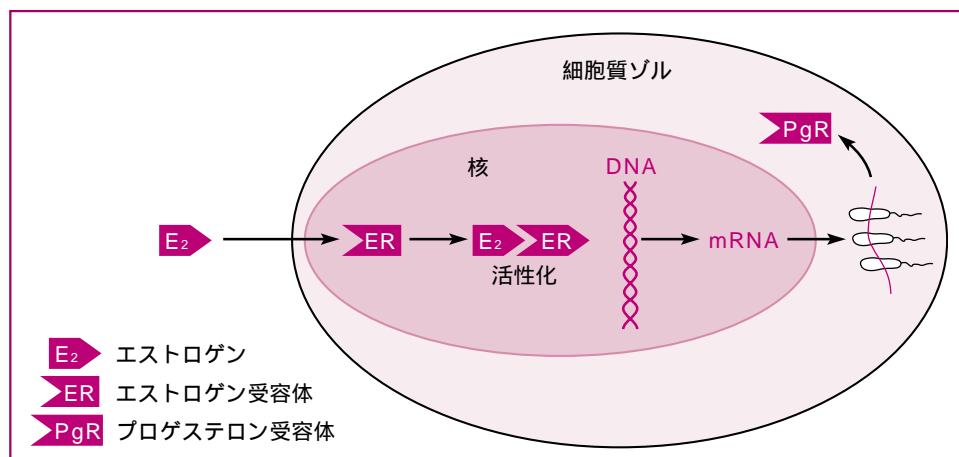 細胞質ゾル
PgR
核
DNA
E₂
ER
E₂ ER
mRNA
活性化
E₂ エストロゲン
ER エストロゲン受容体
PgR プロゲステロン受容体